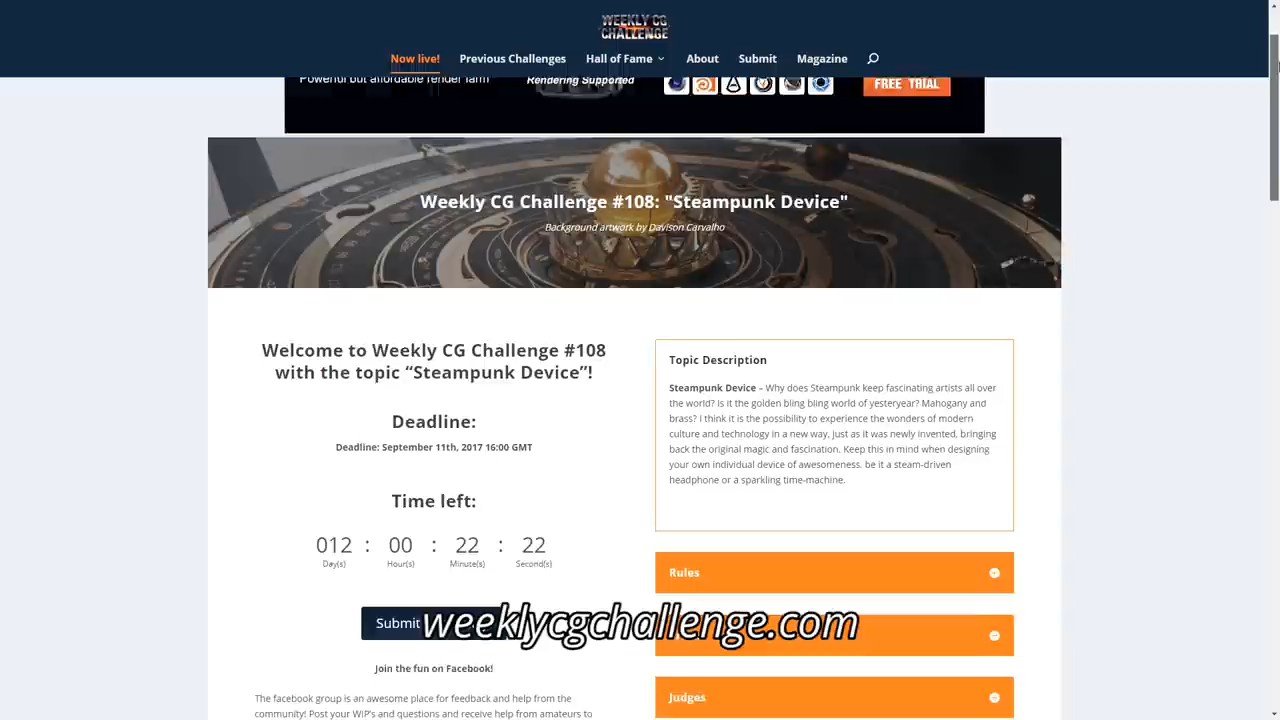 WEEKLY CG
CHALLENGE
Now live! Previous Challenges Hall of Fame About Submit Magazine
Powerful but affordable render farm
Rendering Supported
FREE TRIAL
Weekly CG Challenge #108: "Steampunk Device"
Background artwork by Davison Carvalho
Welcome to Weekly CG Challenge #108
with the topic “Steampunk Device”!
Deadline:
Deadline: September 11th, 2017 16:00 GMT
Time left:
012 : 00 : 22 : 22
Day(s) Hour(s) Minute(s) Second(s)
Submit
Join the fun on Facebook!
The facebook group is an awesome place for feedback and help from the
community! Post your WIP's and questions and receive help from amateurs to
Topic Description
Steampunk Device – Why does Steampunk keep fascinating artists all over
the world? Is it the golden bling bling world of yesteryear? Mahogany and
brass? I think it is the possibility to experience the wonders of modern
culture and technology in a new way, just as it was newly invented, bringing
back the original magic and fascination. Keep this in mind when designing
your own individual device of awesomeness. be it a steam-driven
headphone or a sparkling time-machine.
Rules
Judges
weeklycgchallenge.com